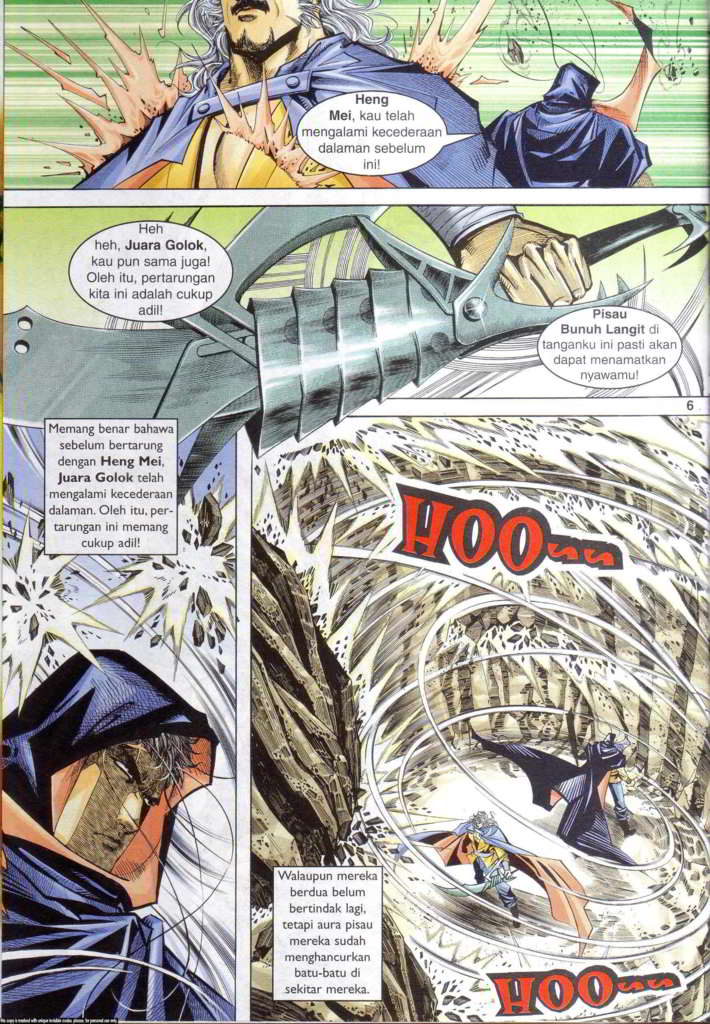 Heng
Mei, kau telah
mengalami kecederaan
dalaman sebelum
ini!
Heh
heh, Juara Golok,
kau pun sama juga!
Oleh itu, pertarungan
kita ini adalah cukup
adil!
Pisau
Bunuh Langit di
tanganku ini pasti akan
dapat menamatkan
nyawamu!
6
Memang benar bahawa
sebelum bertarung
dengan Heng Mei,
Juara Golok telah
mengalami kecederaan
dalaman. Oleh itu, per-
tarungan ini memang
cukup adil!
HOOuu
Walaupun mereka
berdua belum
bertindak lagi,
tetapi aura pisau
mereka sudah
menghancurkan
batu-batu di
sekitar mereka.
HOOuu